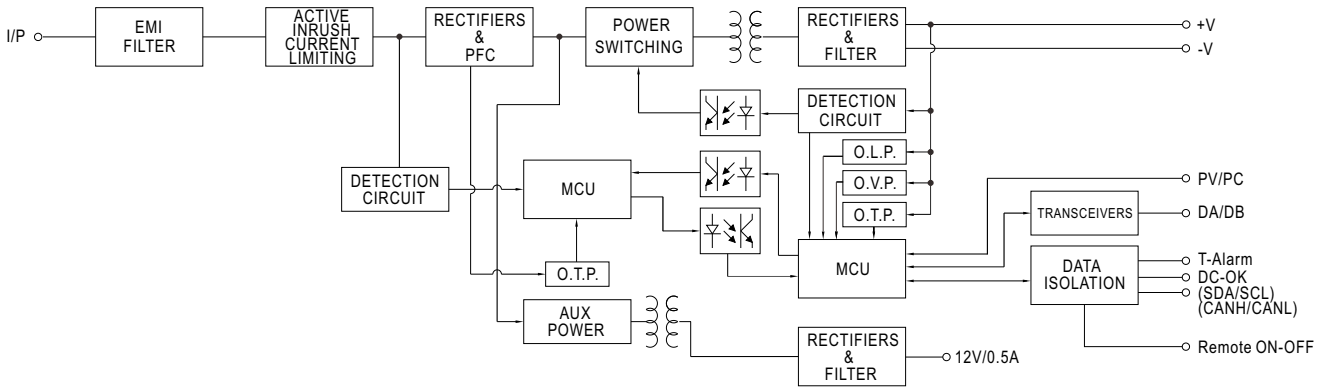 I/P
EMI
FILTER
ACTIVE
INRUSH
CURRENT
LIMITING
RECTIFIERS
&
PFC
POWER
SWITCHING
RECTIFIERS
&
FILTER
+V
-V
DETECTION
CIRCUIT
O.L.P.
O.V.P.
O.T.P.
DETECTION
CIRCUIT
MCU
O.T.P.
MCU
PV/PC
TRANSCEIVERS
DA/DB
DATA
ISOLATION
T-Alarm
DC-OK
(SDA/SCL)
(CANH/CANL)
Remote ON-OFF
AUX
POWER
RECTIFIERS
&
FILTER
12V/0.5A